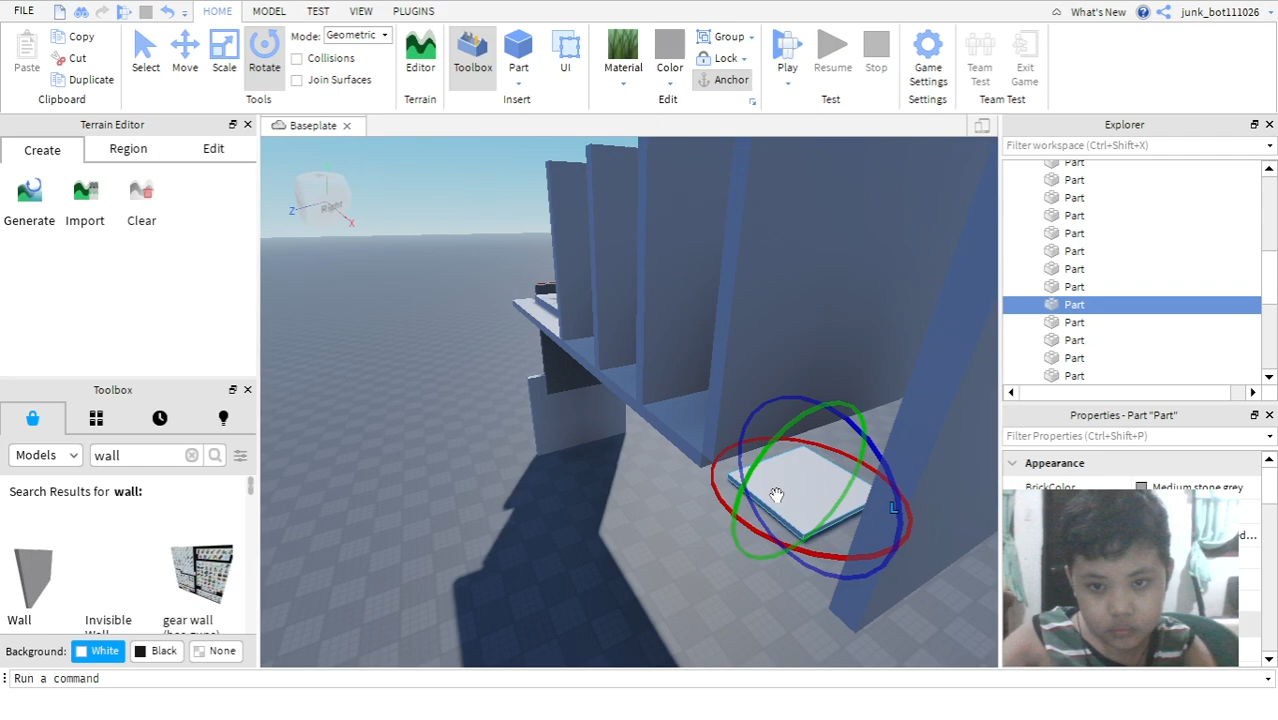 FILE HOME MODEL TEST VIEW PLUGINS What's New junk_bot111026
Copy
Cut
Paste Duplicate
Clipboard
Select Move Scale Rotate
Mode: Geometric
Collisions
Join Surfaces
Tools
Editor
Terrain
Toolbox Part UI
Insert
Material Color
Group
Lock
Anchor
Edit
Play Resume Stop
Test
Game Settings
Settings
Team Test
Exit Game
Team Test
Terrain Editor
Create Region Edit
Generate Import Clear
Toolbox
Models wall
Search Results for wall:
Wall
Invisible
gear wall
Background: White Black None
Baseplate
Right
Z
X
L
Explorer
Filter workspace (Ctrl+Shift+X)
Part
Part
Part
Part
Part
Part
Part
Part
Part
Part
Part
Part
Part
Properties - Part "Part"
Filter Properties (Ctrl+Shift+P)
Appearance
BrickColor Medium stone grey
d...
Run a command